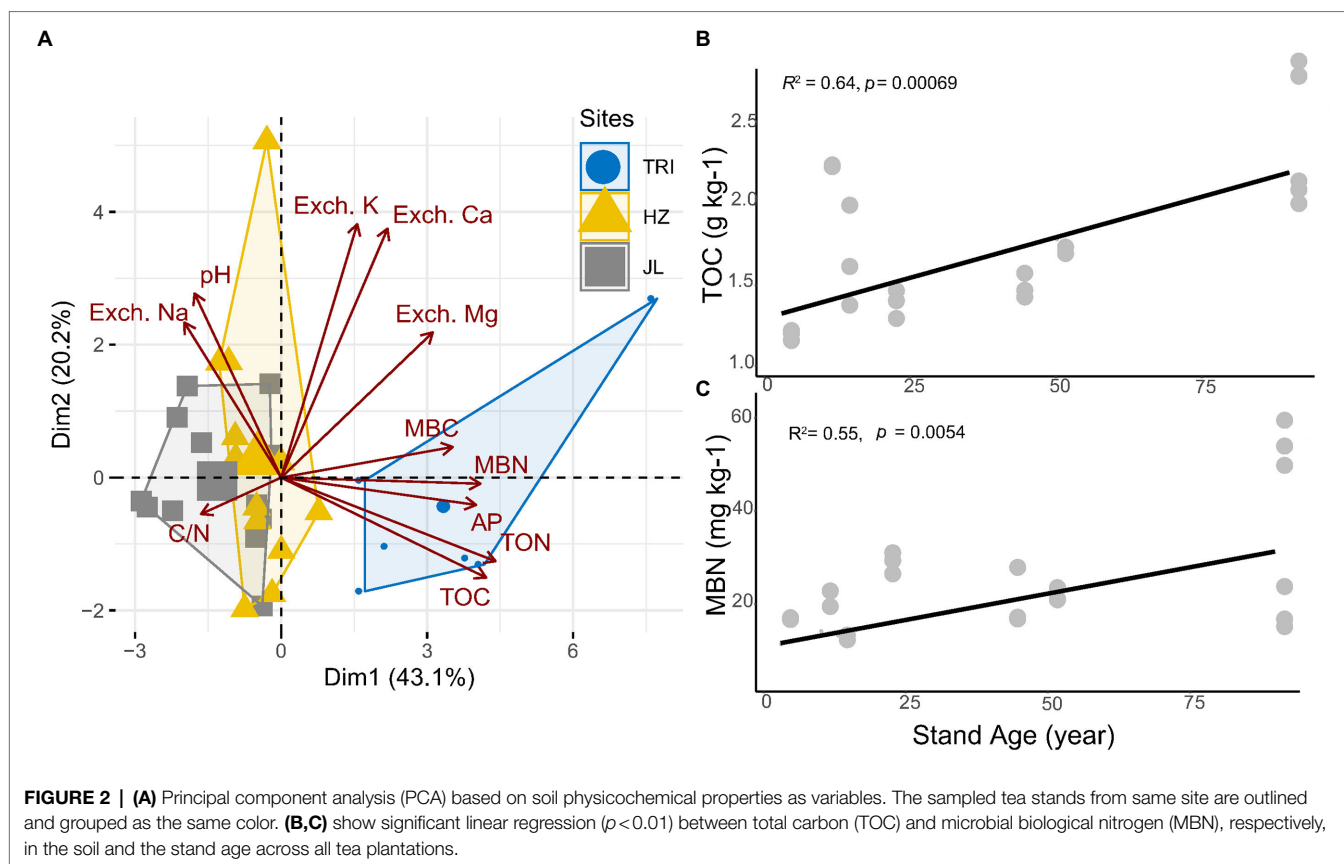 A
Sites
TRI
HZ
JL
Exch. K
Exch. Ca
pH
Exch. Na
Exch. Mg
MBC
MBN
AP
C/N
TON
TOC
4
2
0
−2
Dim2 (20.2%)
−3
0
3
6
Dim1 (43.1%)
B
R² = 0.64, p= 0.00069
2.5
2.0
1.5
1.0
TOC (g kg-1)
0
25
50
75
C
R²= 0.55, p = 0.0054
60
40
20
MBN (mg kg-1)
0
25
50
75
Stand Age (year)
FIGURE 2 | (A) Principal component analysis (PCA) based on soil physicochemical properties as variables. The sampled tea stands from same site are outlined
and grouped as the same color. (B,C) show significant linear regression (p<0.01) between total carbon (TOC) and microbial biological nitrogen (MBN), respectively,
in the soil and the stand age across all tea plantations.